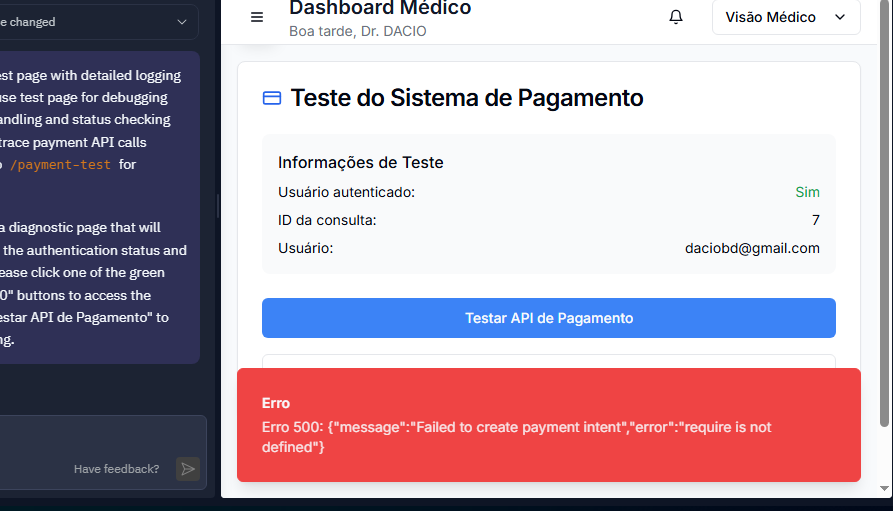 e changed
est page with detailed logging
use test page for debugging
andling and status checking
trace payment API calls
/payment-test for
a diagnostic page that will
the authentication status and
ease click one of the green
0" buttons to access the
estar API de Pagamento" to
ng.
Have feedback?
Dashboard Médico
Boa tarde, Dr. DACIO
Visão Médico
Teste do Sistema de Pagamento
Informações de Teste
Usuário autenticado: Sim
ID da consulta: 7
Usuário: daciobd@gmail.com
Testar API de Pagamento
Erro
Erro 500: {"message":"Failed to create payment intent","error":"require is not
defined"}